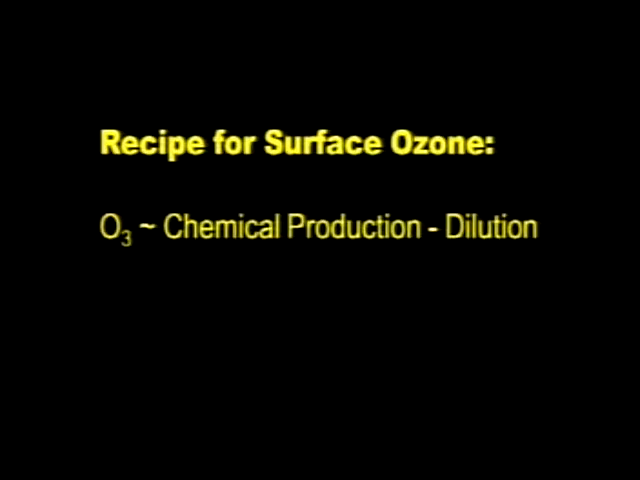 Recipe for Surface Ozone:
O₃ ~ Chemical Production - Dilution